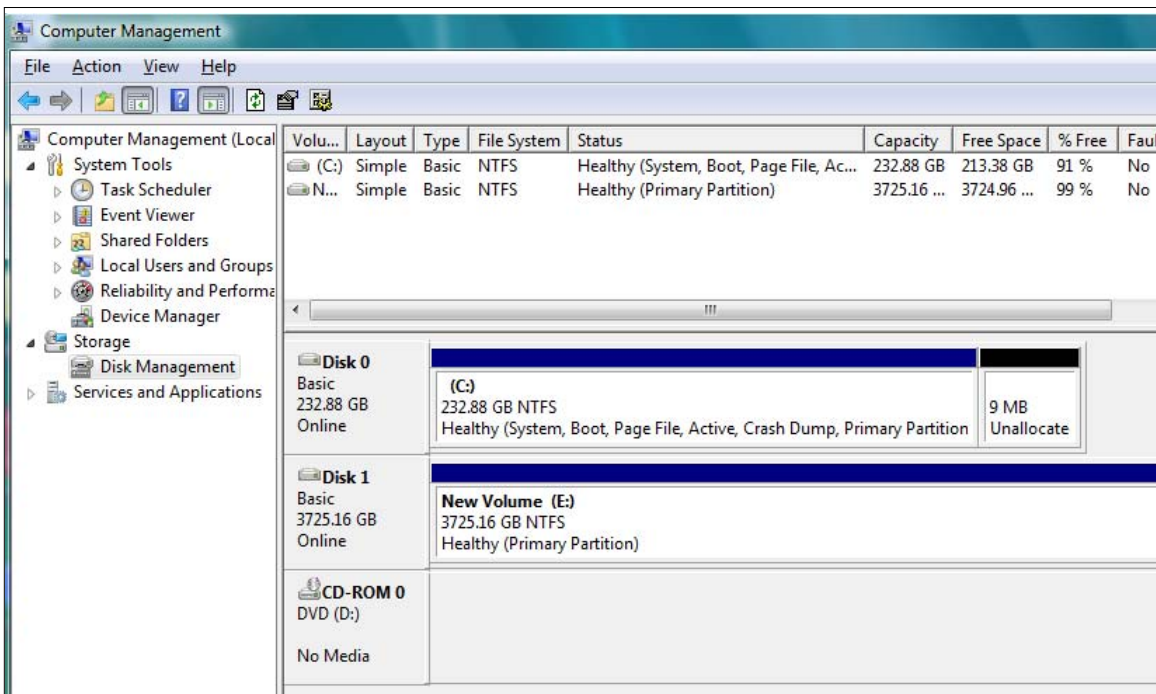 Computer Management
File Action View Help
Computer Management (Local
System Tools
Task Scheduler
Event Viewer
Shared Folders
Local Users and Groups
Reliability and Performa
Device Manager
Storage
Disk Management
Services and Applications
Volu... Layout Type File System Status Capacity Free Space % Free Faul
(C:) Simple Basic NTFS Healthy (System, Boot, Page File, Ac... 232.88 GB 213.38 GB 91 % No
N... Simple Basic NTFS Healthy (Primary Partition) 3725.16 ... 3724.96 ... 99 % No
Disk 0
Basic
232.88 GB
Online
(C:)
232.88 GB NTFS
Healthy (System, Boot, Page File, Active, Crash Dump, Primary Partition
9 MB
Unallocate
Disk 1
Basic
3725.16 GB
Online
New Volume (E:)
3725.16 GB NTFS
Healthy (Primary Partition)
CD-ROM 0
DVD (D:)
No Media